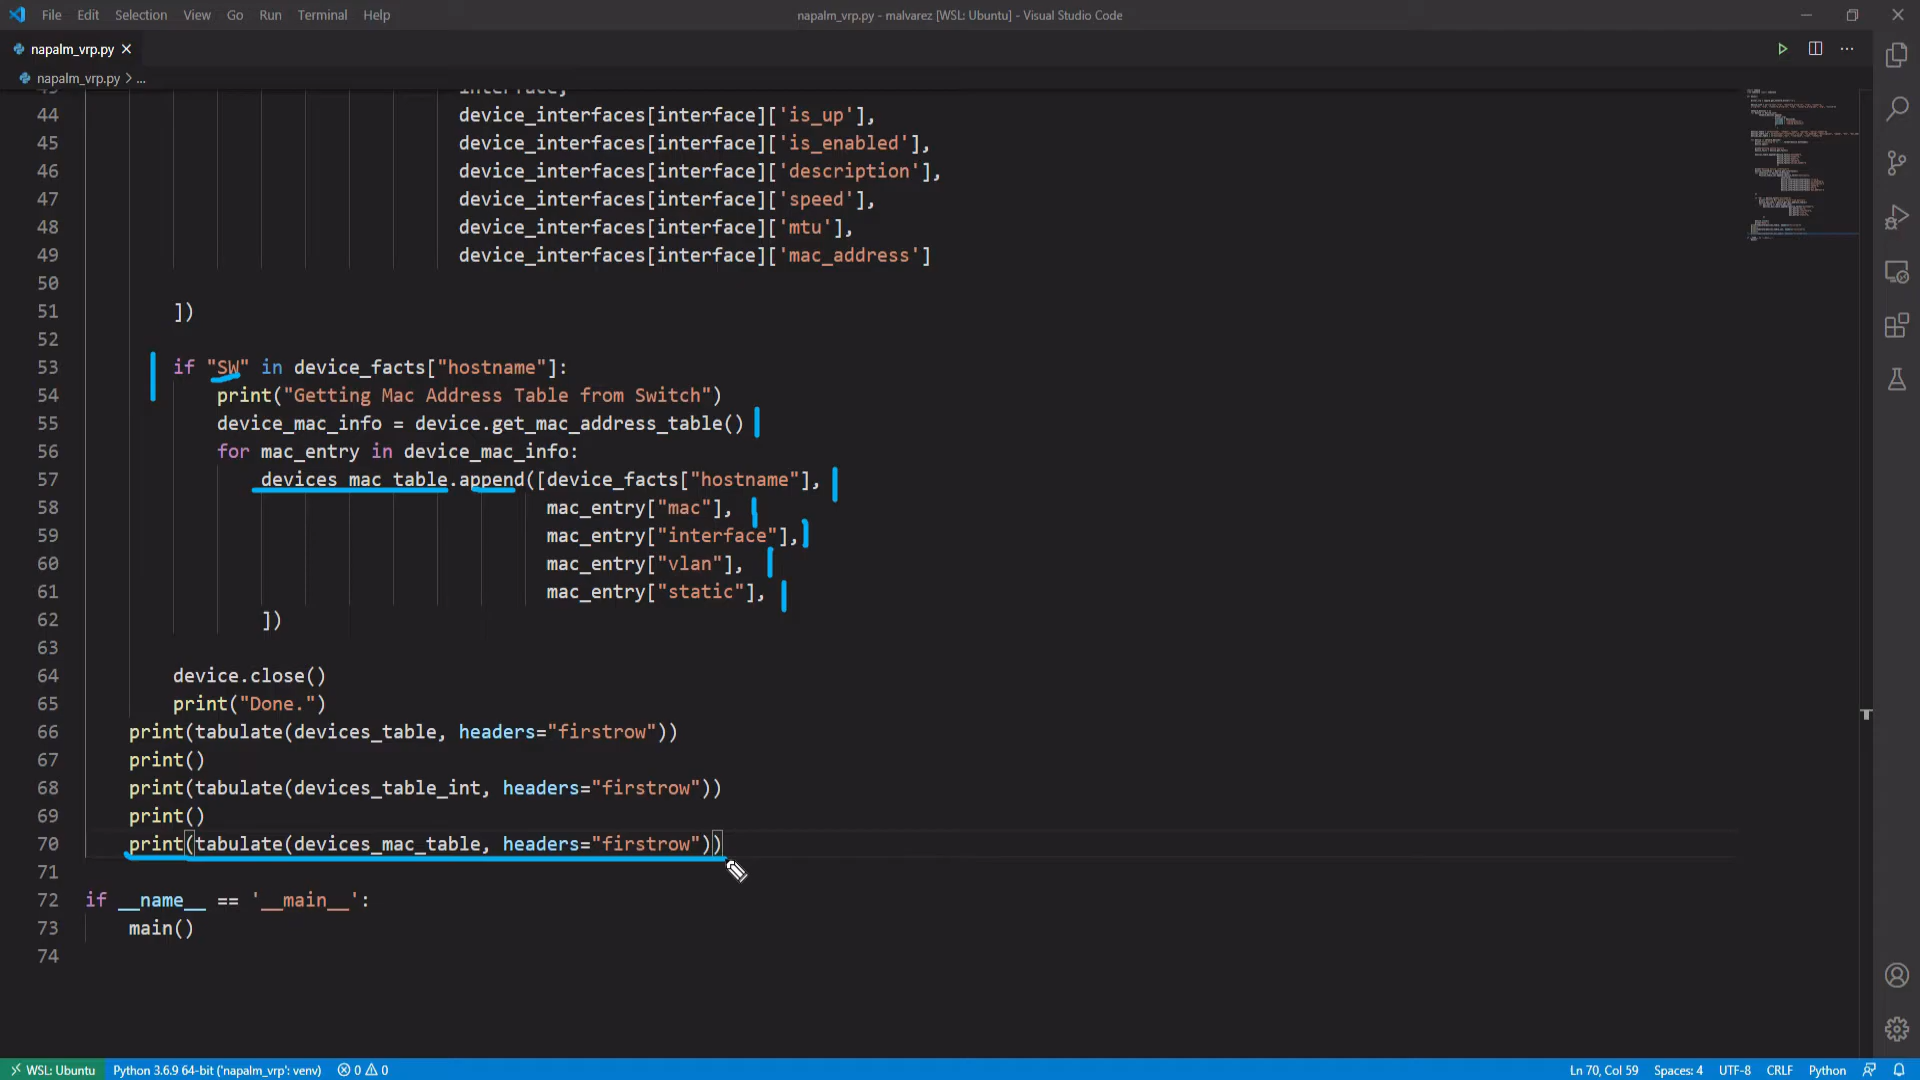 File Edit Selection View Go Run Terminal Help
napalm_vrp.py - malvarez [WSL: Ubuntu] - Visual Studio Code
napalm_vrp.py
napalm_vrp.py > ...
interface,
44 device_interfaces[interface]['is_up'],
45 device_interfaces[interface]['is_enabled'],
46 device_interfaces[interface]['description'],
47 device_interfaces[interface]['speed'],
48 device_interfaces[interface]['mtu'],
49 device_interfaces[interface]['mac_address']
50
51 ])
52
53 if "SW" in device_facts["hostname"]:
54 print("Getting Mac Address Table from Switch")
55 device_mac_info = device.get_mac_address_table()
56 for mac_entry in device_mac_info:
57 devices_mac_table.append([device_facts["hostname"],
58 mac_entry["mac"],
59 mac_entry["interface"],
60 mac_entry["vlan"],
61 mac_entry["static"],
62 ])
63
64 device.close()
65 print("Done.")
66 print(tabulate(devices_table, headers="firstrow"))
67 print()
68 print(tabulate(devices_table_int, headers="firstrow"))
69 print()
70 print(tabulate(devices_mac_table, headers="firstrow"))
71
72 if __name__ == '__main__':
73 main()
74
WSL: Ubuntu Python 3.6.9 64-bit ('napalm_vrp': venv) 0 0 Ln 70, Col 59 Spaces: 4 UTF-8 CRLF Python